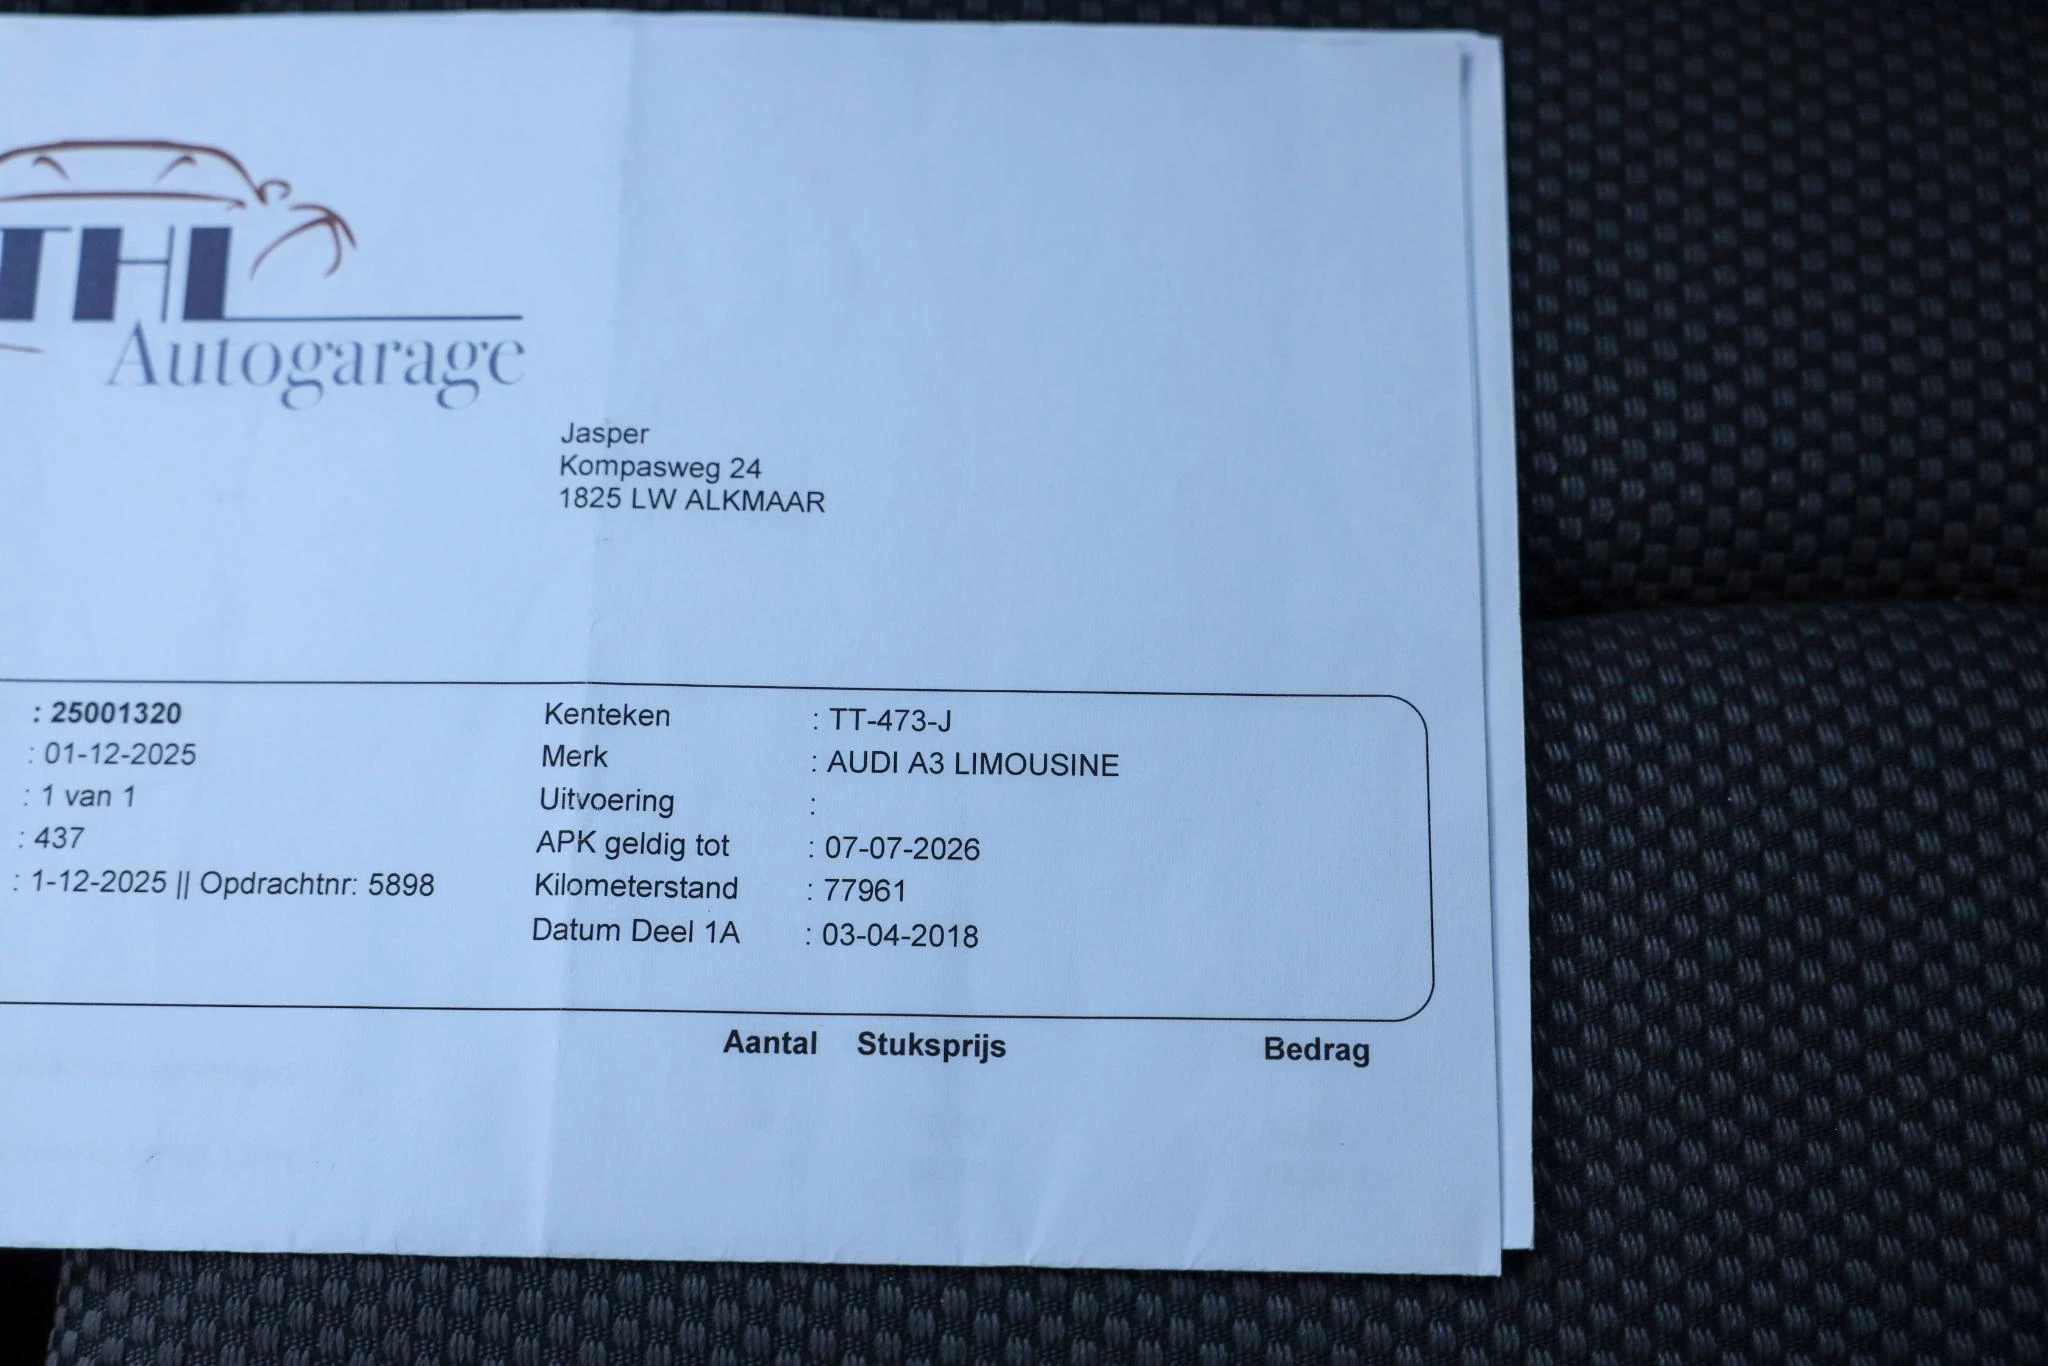 THL
Autogarage
Jasper
Kompasweg 24
1825 LW ALKMAAR
: 25001320
: 01-12-2025
: 1 van 1
: 437
: 1-12-2025 || Opdrachtnr: 5898
Kenteken : TT-473-J
Merk : AUDI A3 LIMOUSINE
Uitvoering :
APK geldig tot : 07-07-2026
Kilometerstand : 77961
Datum Deel 1A : 03-04-2018
Aantal Stuksprijs Bedrag